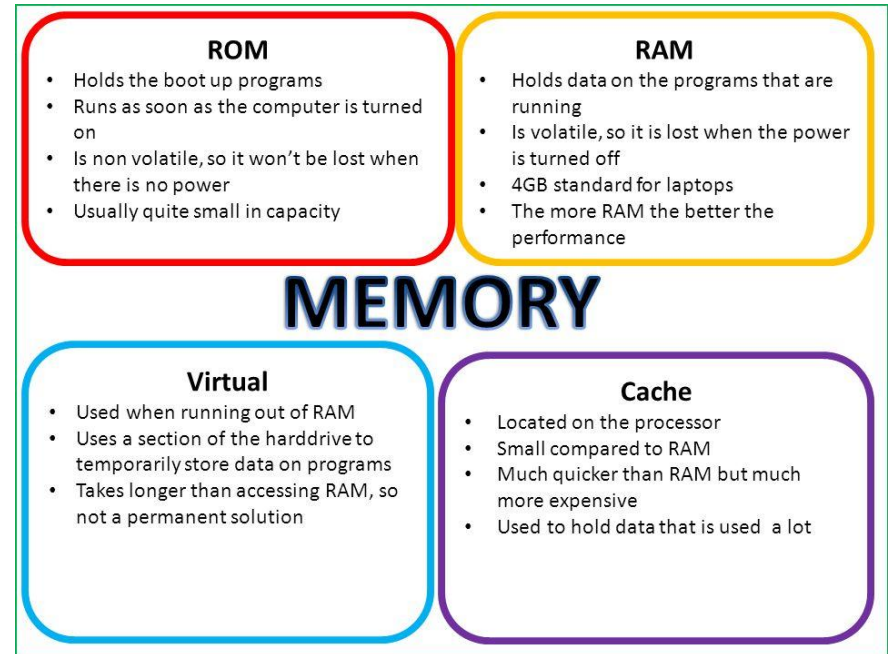 ROM
• Holds the boot up programs
• Runs as soon as the computer is turned
on
• Is non volatile, so it won't be lost when
there is no power
• Usually quite small in capacity
RAM
• Holds data on the programs that are
running
• Is volatile, so it is lost when the power
is turned off
• 4GB standard for laptops
• The more RAM the better the
performance
MEMORY
Virtual
• Used when running out of RAM
• Uses a section of the harddrive to
temporarily store data on programs
• Takes longer than accessing RAM, so
not a permanent solution
Cache
• Located on the processor
• Small compared to RAM
• Much quicker than RAM but much
more expensive
• Used to hold data that is used a lot